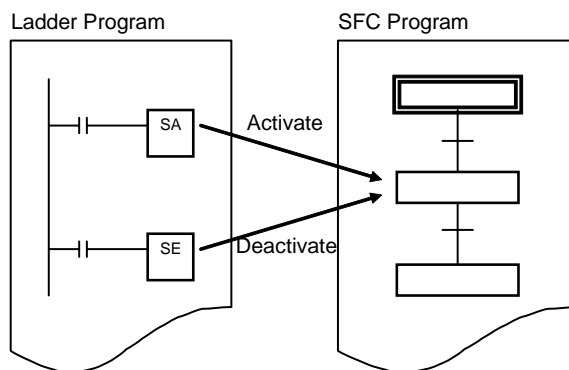 Ladder Program
SFC Program
SA
Activate
SE
Deactivate